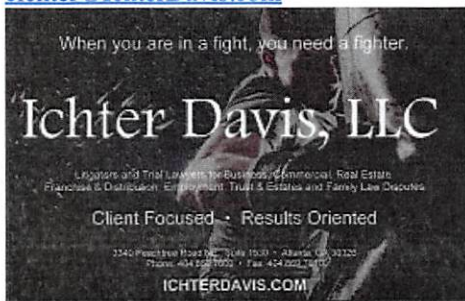 When you are in a fight, you need a fighter.
Ichter Davis, LLC
Litigators and Trial Lawyers for Business, Commercial, Real Estate
Franchise & Distribution, Employment, Trust & Estates and Family Law Disputes
Client Focused • Results Oriented
3340 Peachtree Road Suite 1530 • Atlanta, GA 30326
Phone: Fax:
ICHTERDAVIS.COM